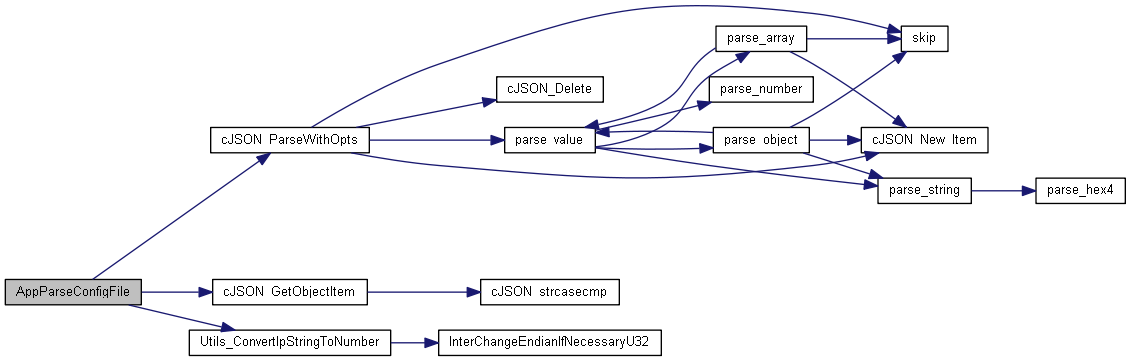 parse_array
skip
cJSON_Delete
parse_number
cJSON_ParseWithOpts
parse_value
parse_object
cJSON_New_Item
parse_string
parse_hex4
AppParseConfigFile
cJSON_GetObjectItem
cJSON_strcasecmp
Utils_ConvertIpStringToNumber
InterChangeEndianIfNecessaryU32